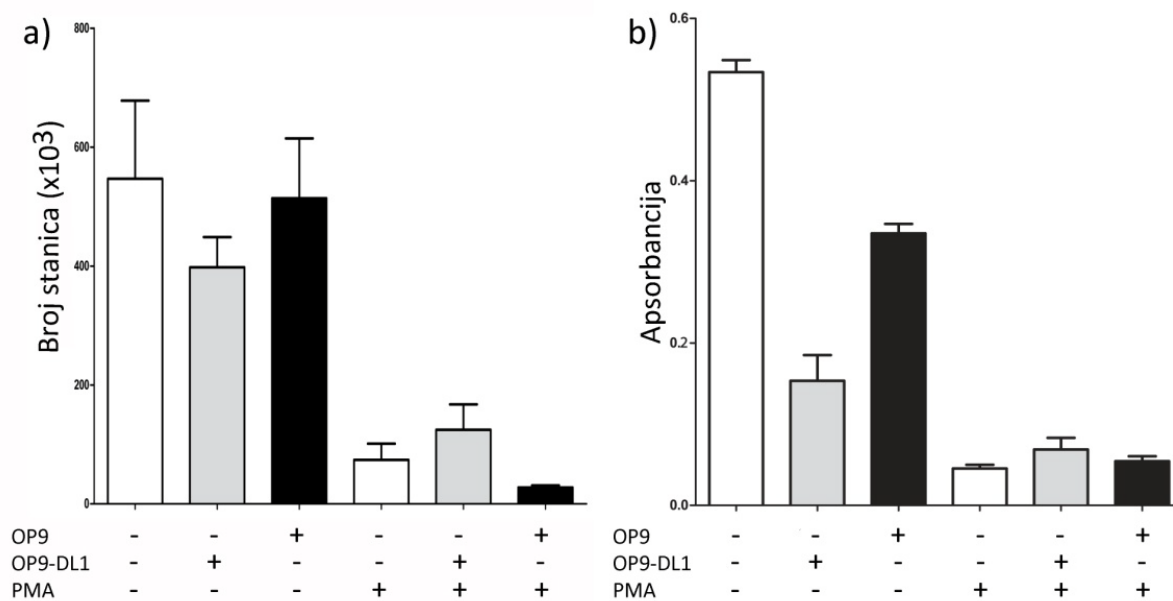 a)
Broj stanica (x10³)
800
600
400
200
0
OP9 - - + - - +
OP9-DL1 - + - - + -
PMA - - - + + +
b)
Apsorbancija
0.6
0.4
0.2
0.0
OP9 - - + - - +
OP9-DL1 - + - - + -
PMA - - - + + +